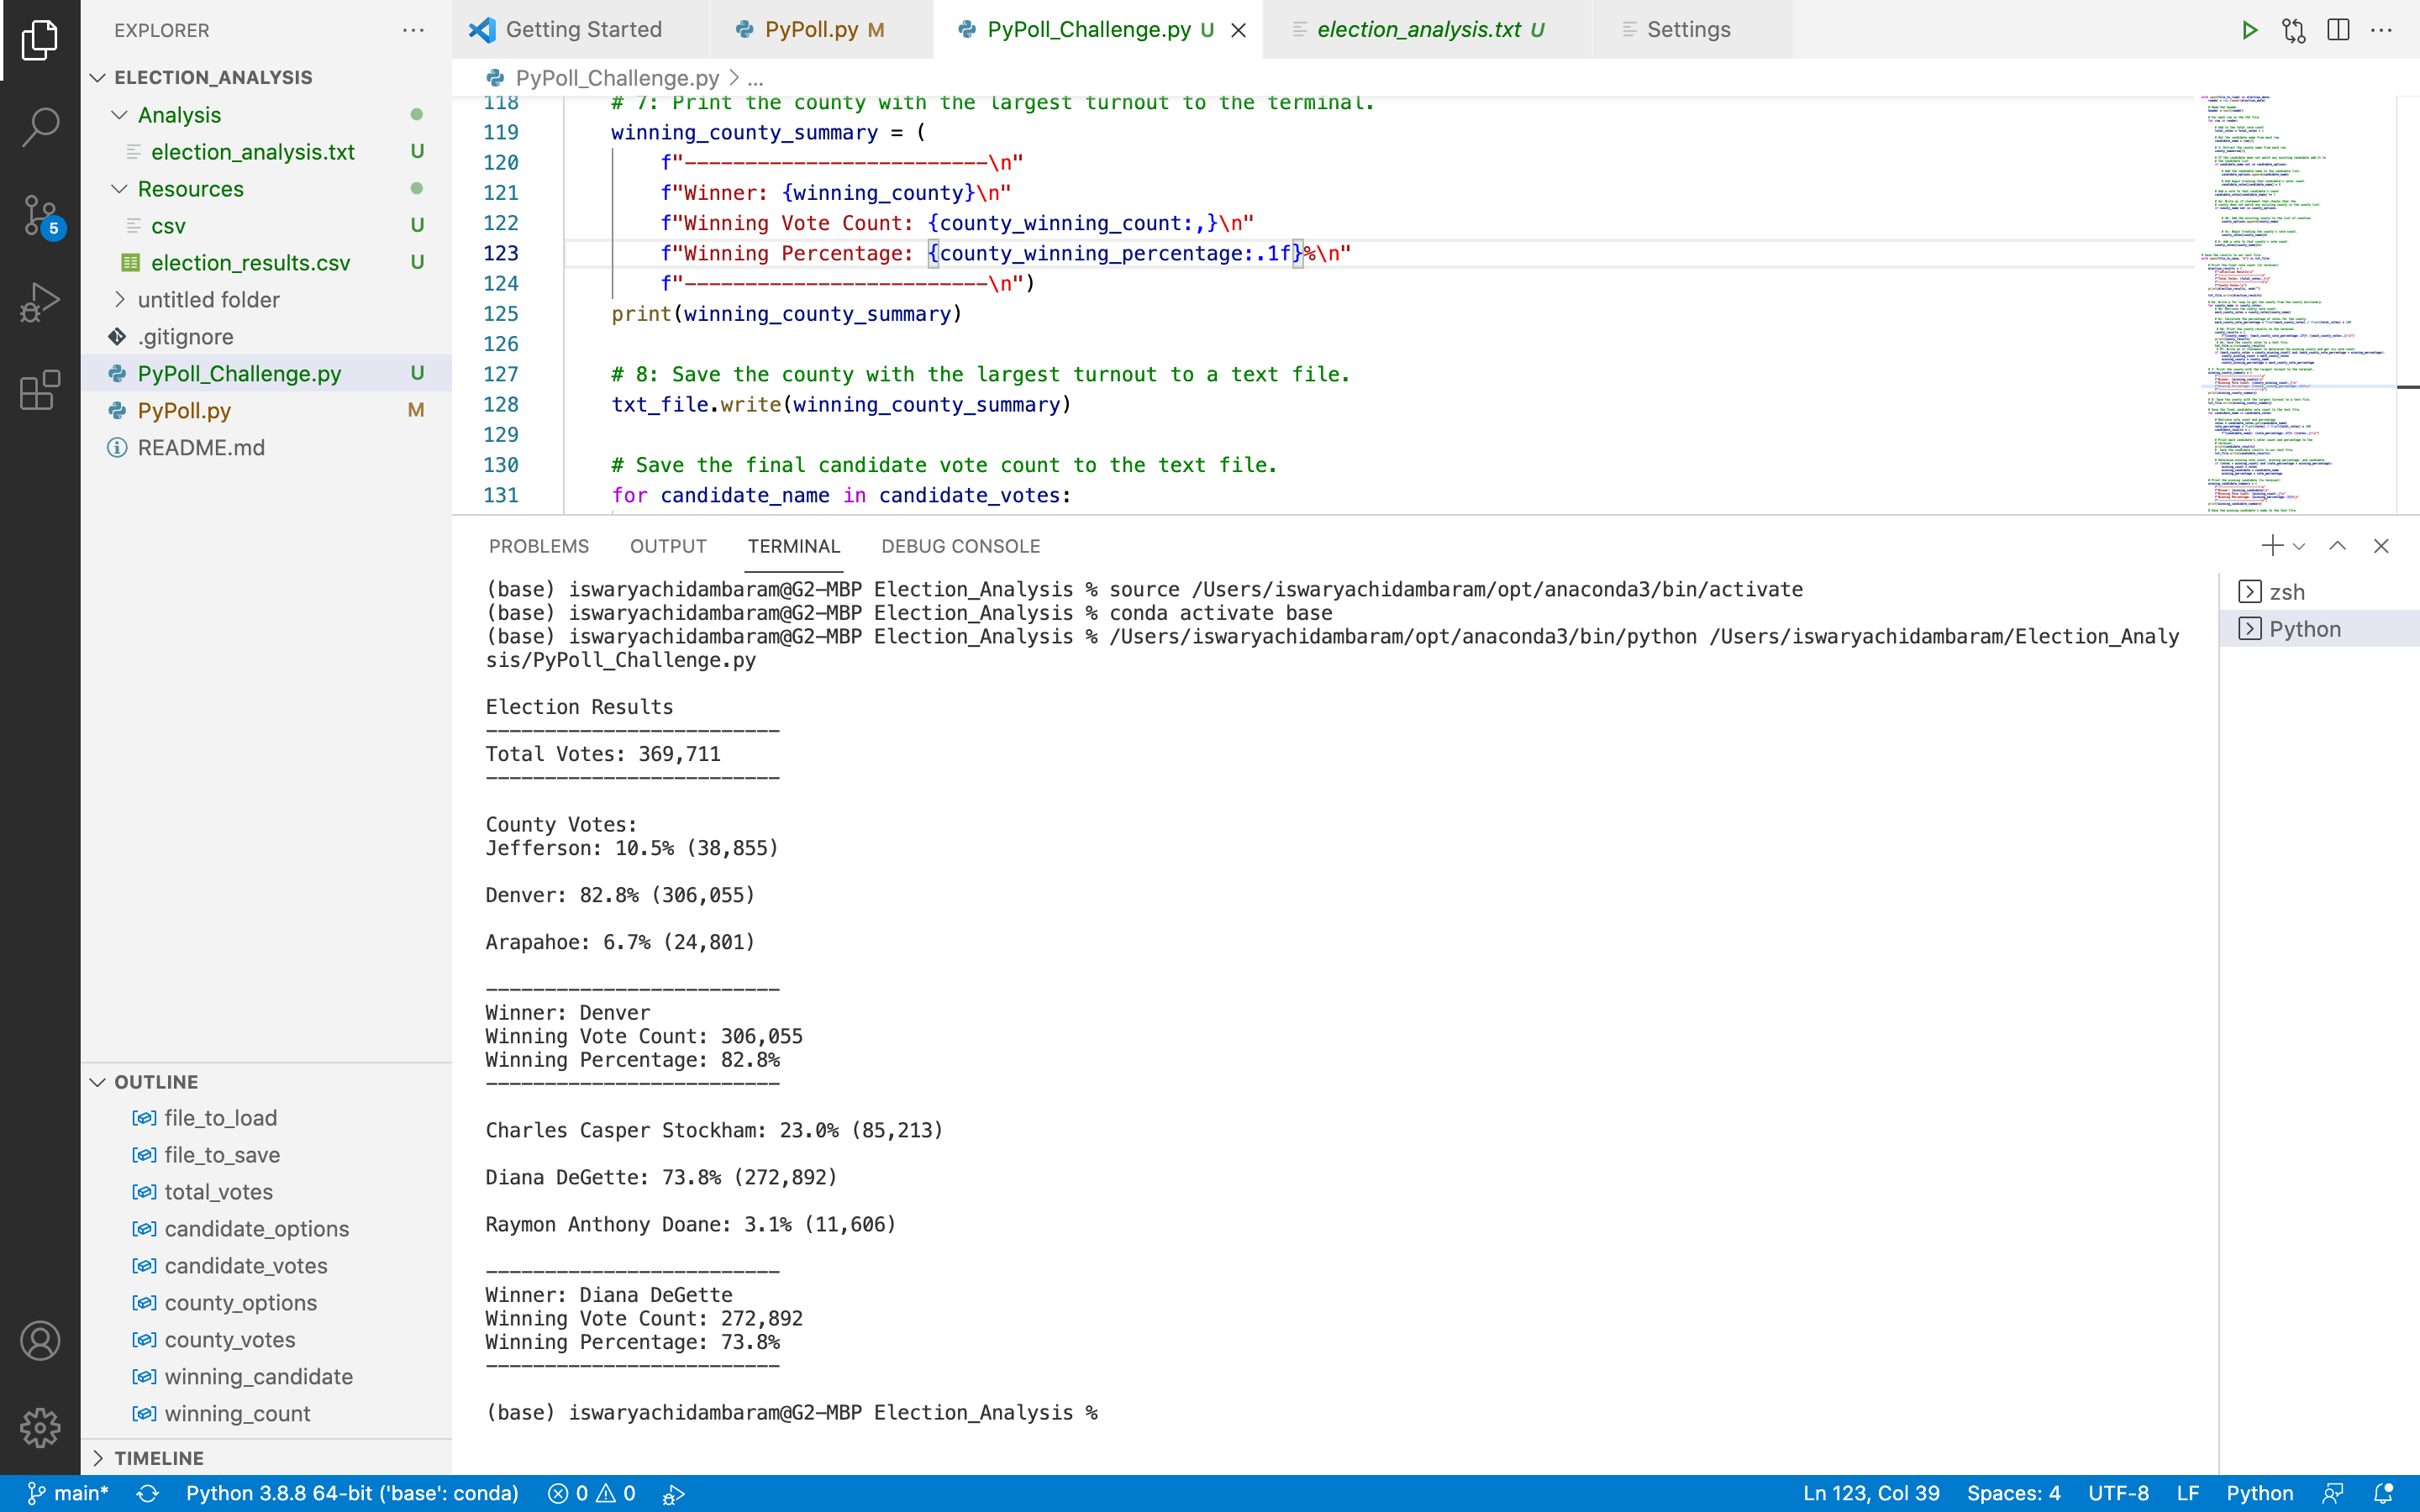 EXPLORER
ELECTION_ANALYSIS
Analysis
election_analysis.txt U
Resources
csv U
election_results.csv U
untitled folder
.gitignore
PyPoll_Challenge.py U
PyPoll.py M
README.md
5
OUTLINE
file_to_load
file_to_save
total_votes
candidate_options
candidate_votes
county_options
county_votes
winning_candidate
winning_count
TIMELINE
Getting Started PyPoll.py M PyPoll_Challenge.py U election_analysis.txt U Settings
PyPoll_Challenge.py > ...
118 # 7: Print the county with the largest turnout to the terminal.
119 winning_county_summary = (
120 f"-------------------------\n"
121 f"Winner: {winning_county}\n"
122 f"Winning Vote Count: {county_winning_count:,}\n"
123 f"Winning Percentage: {county_winning_percentage:.1f}%\n"
124 f"-------------------------\n")
125 print(winning_county_summary)
126
127 # 8: Save the county with the largest turnout to a text file.
128 txt_file.write(winning_county_summary)
129
130 # Save the final candidate vote count to the text file.
131 for candidate_name in candidate_votes:
PROBLEMS OUTPUT TERMINAL DEBUG CONSOLE
(base) iswaryachidambaram@G2-MBP Election_Analysis % source /Users/iswaryachidambaram/opt/anaconda3/bin/activate
(base) iswaryachidambaram@G2-MBP Election_Analysis % conda activate base
(base) iswaryachidambaram@G2-MBP Election_Analysis % /Users/iswaryachidambaram/opt/anaconda3/bin/python /Users/iswaryachidambaram/Election_Analy
sis/PyPoll_Challenge.py
Election Results
-------------------------
Total Votes: 369,711
-------------------------
County Votes:
Jefferson: 10.5% (38,855)
Denver: 82.8% (306,055)
Arapahoe: 6.7% (24,801)
-------------------------
Winner: Denver
Winning Vote Count: 306,055
Winning Percentage: 82.8%
-------------------------
Charles Casper Stockham: 23.0% (85,213)
Diana DeGette: 73.8% (272,892)
Raymon Anthony Doane: 3.1% (11,606)
-------------------------
Winner: Diana DeGette
Winning Vote Count: 272,892
Winning Percentage: 73.8%
-------------------------
(base) iswaryachidambaram@G2-MBP Election_Analysis %
zsh
Python
main* Python 3.8.8 64-bit ('base': conda) 0 0 Ln 123, Col 39 Spaces: 4 UTF-8 LF Python